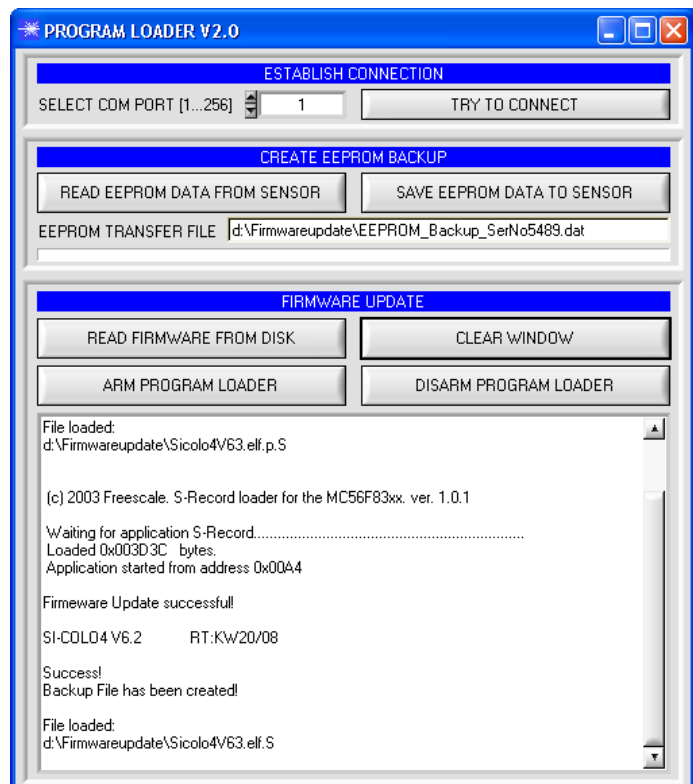 PROGRAM LOADER V2.0
ESTABLISH CONNECTION
SELECT COM PORT [1...256] 1 TRY TO CONNECT
CREATE EEPROM BACKUP
READ EEPROM DATA FROM SENSOR SAVE EEPROM DATA TO SENSOR
EEPROM TRANSFER FILE d:\Firmwareupdate\EEPROM_Backup_SerNo5489.dat
FIRMWARE UPDATE
READ FIRMWARE FROM DISK CLEAR WINDOW
ARM PROGRAM LOADER DISARM PROGRAM LOADER
File loaded:
d:\Firmwareupdate\Sicolo4V63.elf.p.S
(c) 2003 Freescale. S-Record loader for the MC56F83xx. ver. 1.0.1
Waiting for application S-Record....................................................................
Loaded 0x003D3C bytes.
Application started from address 0x00A4
Firmeware Update successful!
SI-COLO4 V6.2 RT:KW20/08
Success!
Backup File has been created!
File loaded:
d:\Firmwareupdate\Sicolo4V63.elf.S